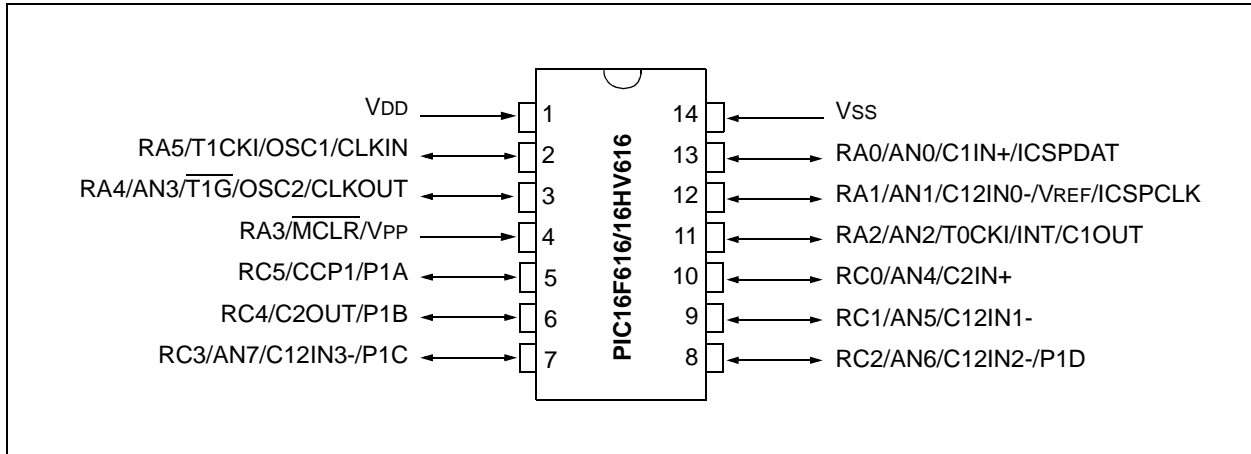 VDD
RA5/T1CKI/OSC1/CLKIN
RA4/AN3/T1G/OSC2/CLKOUT
RA3/MCLR/VPP
RC5/CCP1/P1A
RC4/C2OUT/P1B
RC3/AN7/C12IN3-/P1C
1
2
3
4
5
6
7
PIC16F616/16HV616
14
13
12
11
10
9
8
VSS
RA0/AN0/C1IN+/ICSPDAT
RA1/AN1/C12IN0-/VREF/ICSPCLK
RA2/AN2/T0CKI/INT/C1OUT
RC0/AN4/C2IN+
RC1/AN5/C12IN1-
RC2/AN6/C12IN2-/P1D